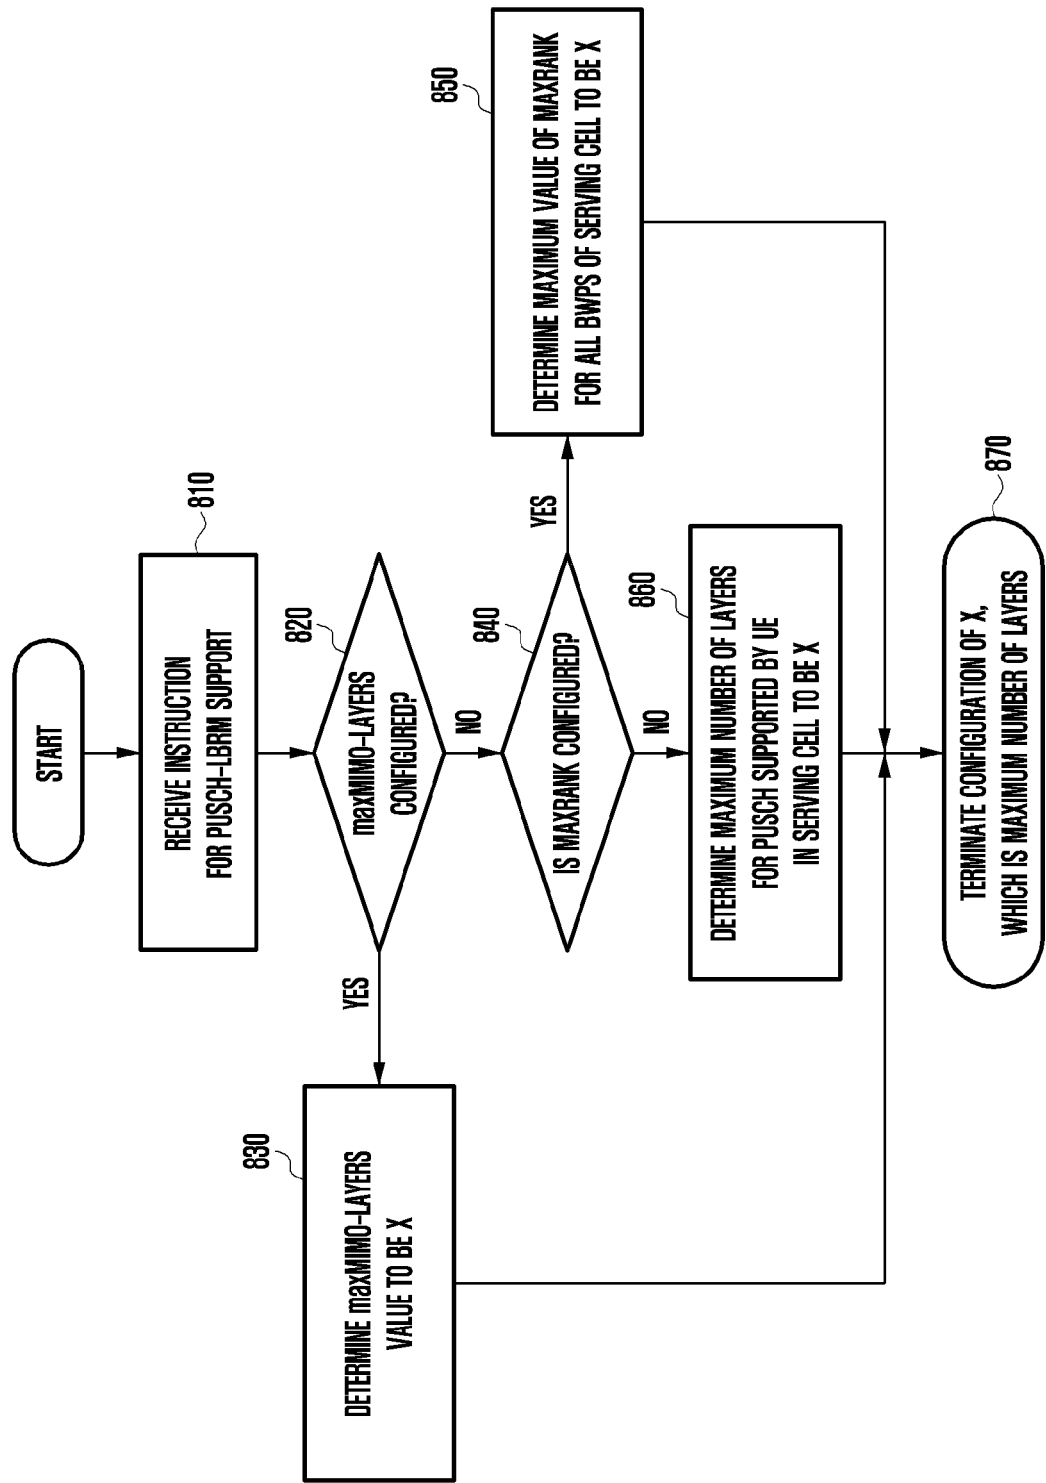 START
810
RECEIVE INSTRUCTION
FOR PUSCH-LBRM SUPPORT
820
maxMIMO-LAYERS
CONFIGURED?
YES
NO
830
DETERMINE maxMIMO-LAYERS
VALUE TO BE X
840
IS MAXRANK CONFIGURED?
YES
NO
850
DETERMINE MAXIMUM VALUE OF MAXRANK
FOR ALL BWPS OF SERVING CELL TO BE X
860
DETERMINE MAXIMUM NUMBER OF LAYERS
FOR PUSCH SUPPORTED BY UE
IN SERVING CELL TO BE X
870
TERMINATE CONFIGURATION OF X,
WHICH IS MAXIMUM NUMBER OF LAYERS